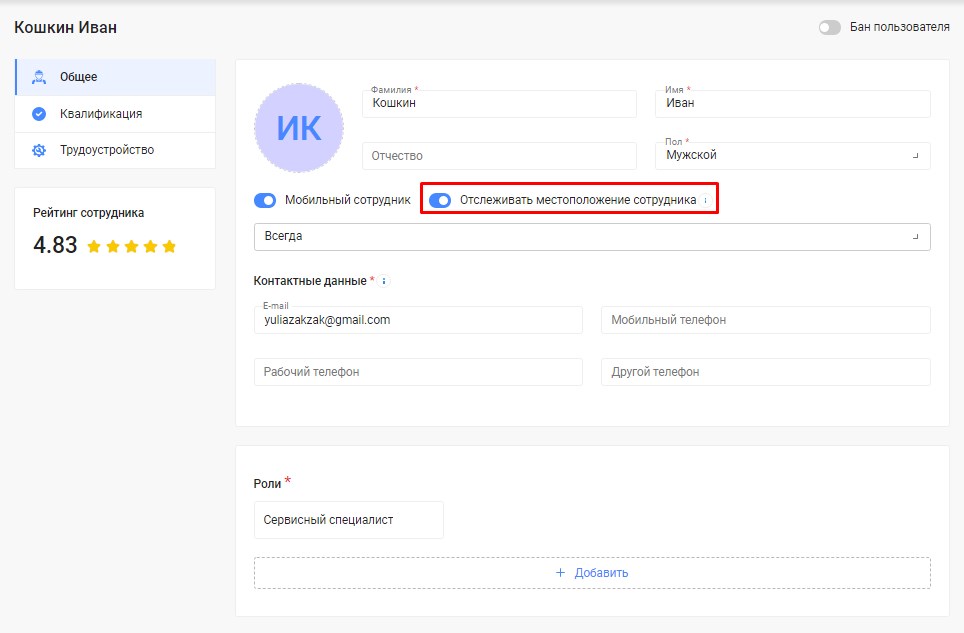 Кошкин Иван
Бан пользователя
Общее
Квалификация
Трудоустройство
Рейтинг сотрудника
4.83
ИК
Фамилия *
Кошкин
Имя *
Иван
Отчество
Пол *
Мужской
Мобильный сотрудник
Отслеживать местоположение сотрудника
Всегда
Контактные данные *
E-mail
yuliazakzak@gmail.com
Мобильный телефон
Рабочий телефон
Другой телефон
Роли *
Сервисный специалист
+ Добавить